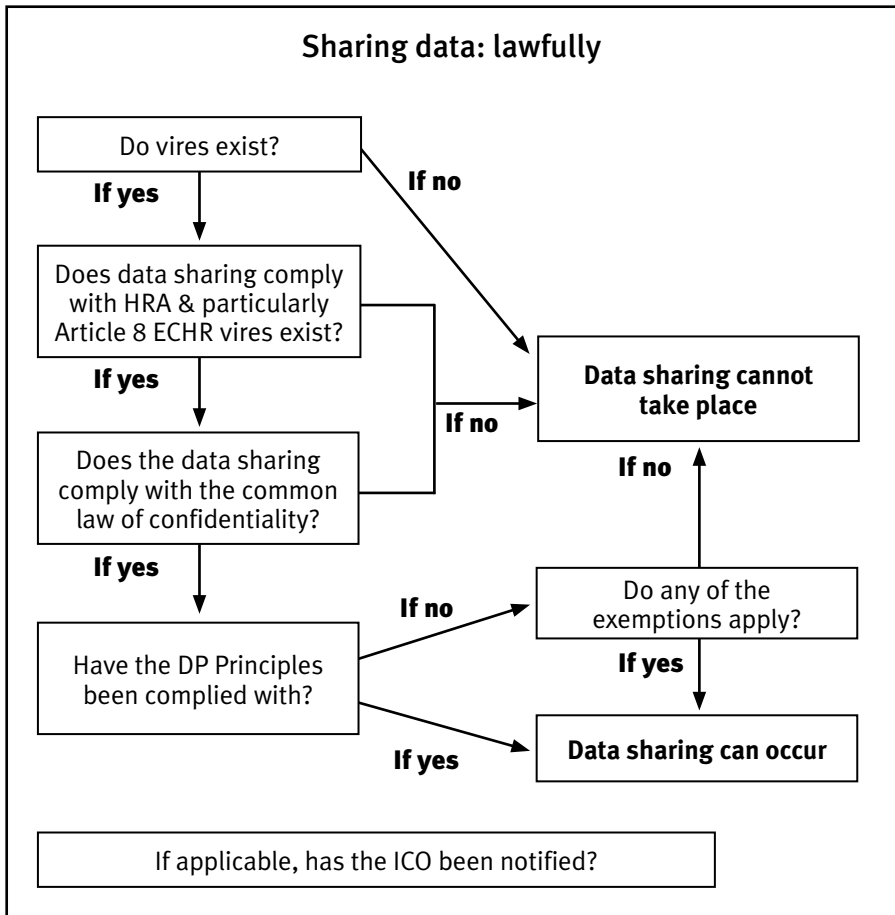 Sharing data: lawfully
Do vires exist?
If yes
If no
Does data sharing comply
with HRA & particularly
Article 8 ECHR vires exist?
If yes
If no
Data sharing cannot
take place
Does the data sharing
comply with the common
law of confidentiality?
If yes
If no
Do any of the
exemptions apply?
If no
If yes
Have the DP Principles
been complied with?
If yes
Data sharing can occur
If applicable, has the ICO been notified?